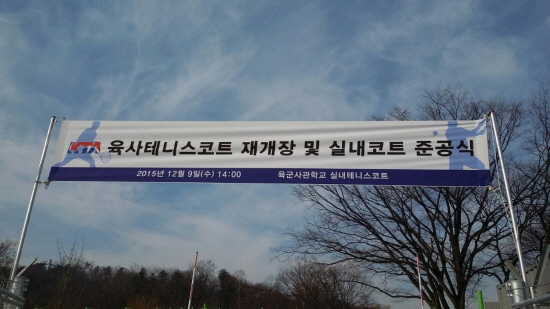 KTA 육사테니스코트 재개장 및 실내코트 준공식
2015년 12월 9일(수) 14:00 육군사관학교 실내테니스코트